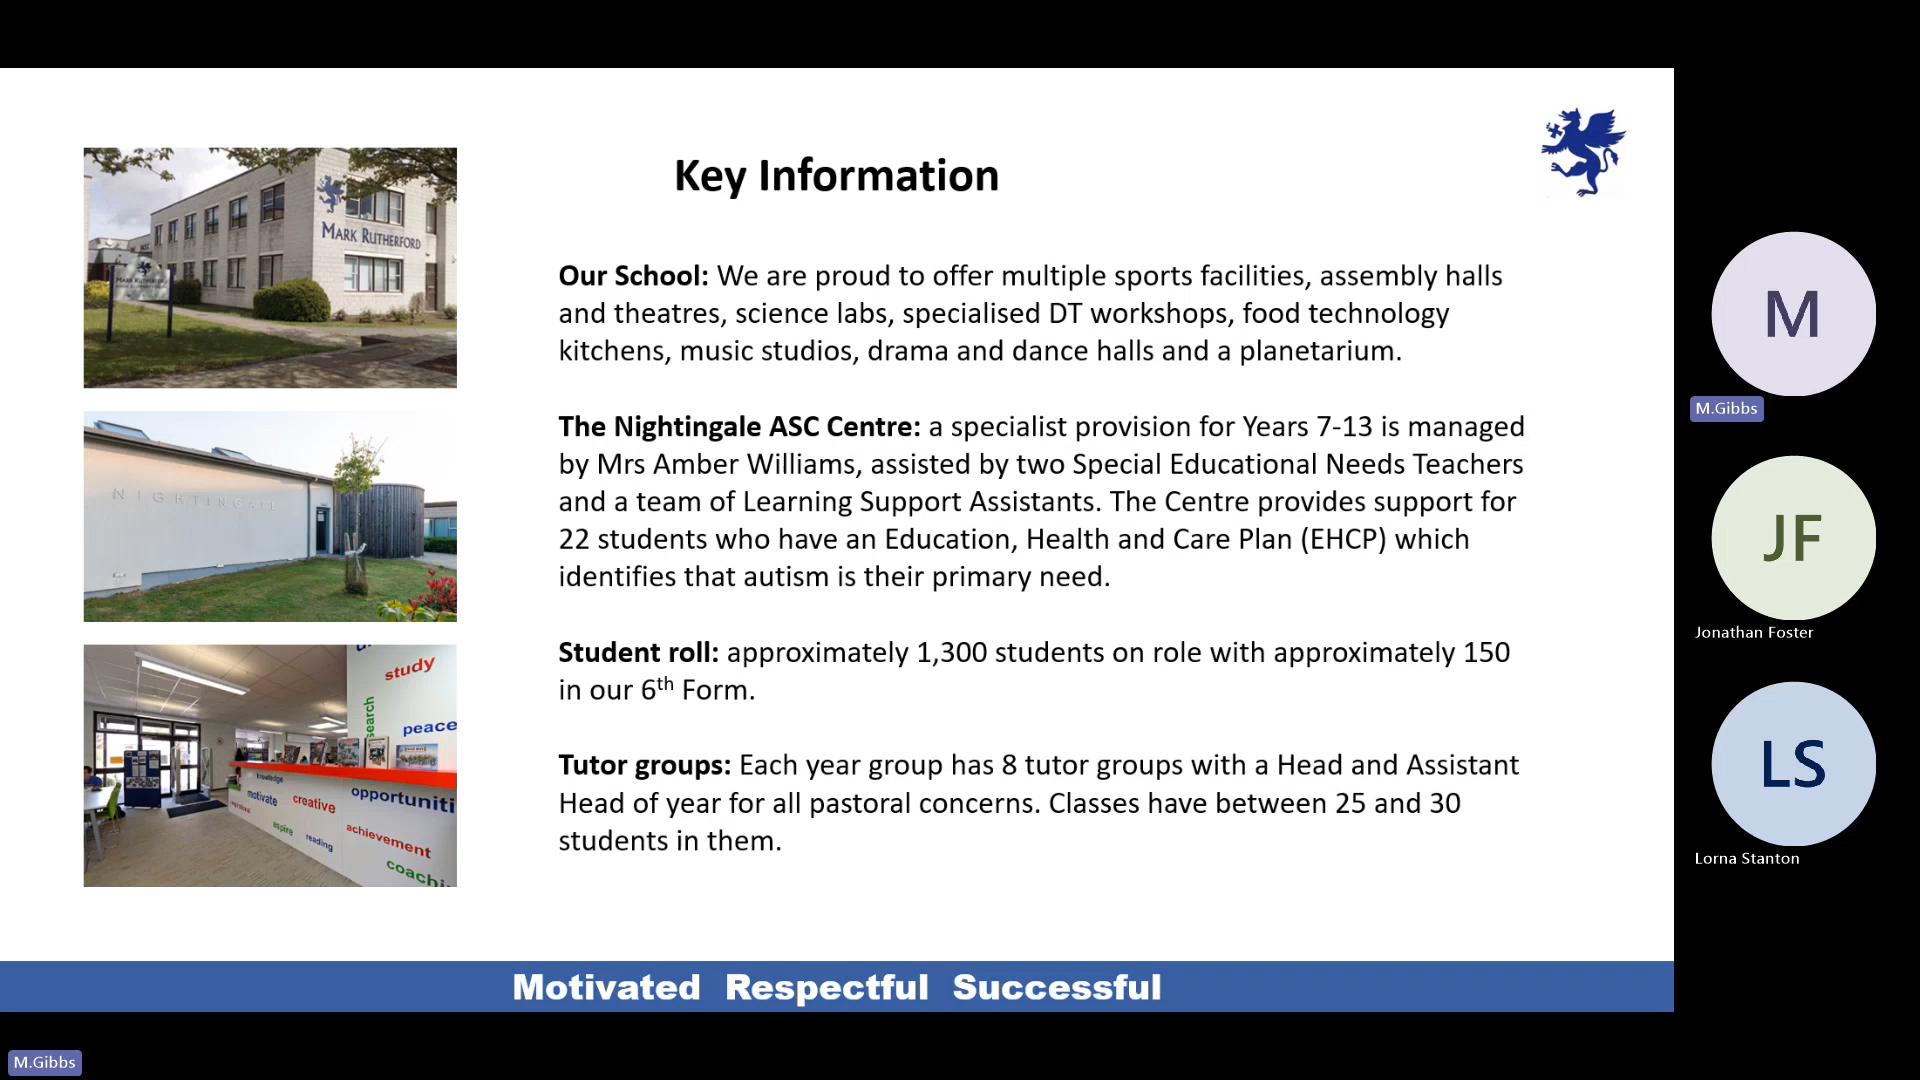 Key Information
Our School: We are proud to offer multiple sports facilities, assembly halls
and theatres, science labs, specialised DT workshops, food technology
kitchens, music studios, drama and dance halls and a planetarium.
The Nightingale ASC Centre: a specialist provision for Years 7-13 is managed
by Mrs Amber Williams, assisted by two Special Educational Needs Teachers
and a team of Learning Support Assistants. The Centre provides support for
22 students who have an Education, Health and Care Plan (EHCP) which
identifies that autism is their primary need.
Student roll: approximately 1,300 students on role with approximately 150
in our 6th Form.
Tutor groups: Each year group has 8 tutor groups with a Head and Assistant
Head of year for all pastoral concerns. Classes have between 25 and 30
students in them.
MARK RUTHERFORD
MARK RUTHERFORD
NIGHTINGALE
study
search
peace
knowledge
motivate
creative
opportuniti
aspire
reading
achievement
coachi
Motivated Respectful Successful
M
M.Gibbs
JF
Jonathan Foster
LS
Lorna Stanton
M.Gibbs